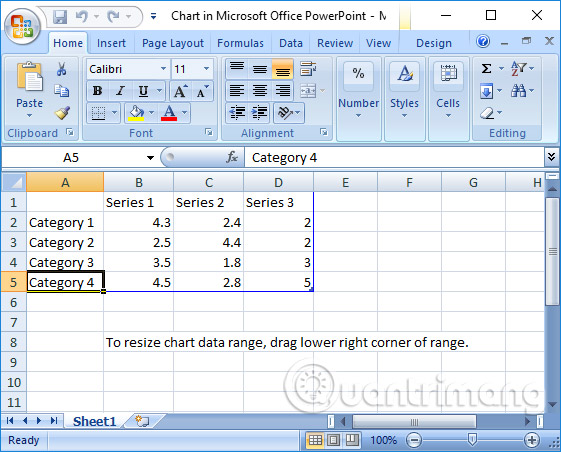 Chart in Microsoft Office PowerPoint - M
Home Insert Page Layout Formulas Data Review View Design
Paste
Clipboard
Calibri 11
B I U A A
A
Font
Alignment
%
Number
A
Styles
Cells
Σ
Editing
A5 fx Category 4
A B C D E F G H
1 Series 1 Series 2 Series 3
2 Category 1 4.3 2.4 2
3 Category 2 2.5 4.4 2
4 Category 3 3.5 1.8 3
5 Category 4 4.5 2.8 5
6
7
8 To resize chart data range, drag lower right corner of range.
9
10
11
Quantrimang
Sheet1
Ready 100%